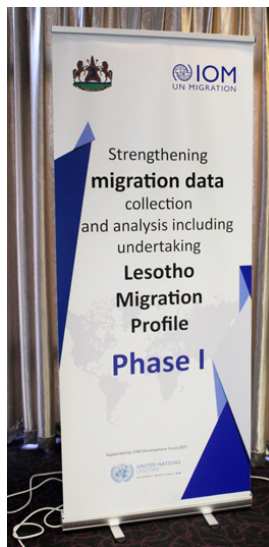 IOM
UN MIGRATION
Strengthening
migration data
collection
and analysis including
undertaking
Lesotho
Migration
Profile
Phase I
Supported by IOM Development Fund (IDF)
UNITED NATIONS
LESOTHO